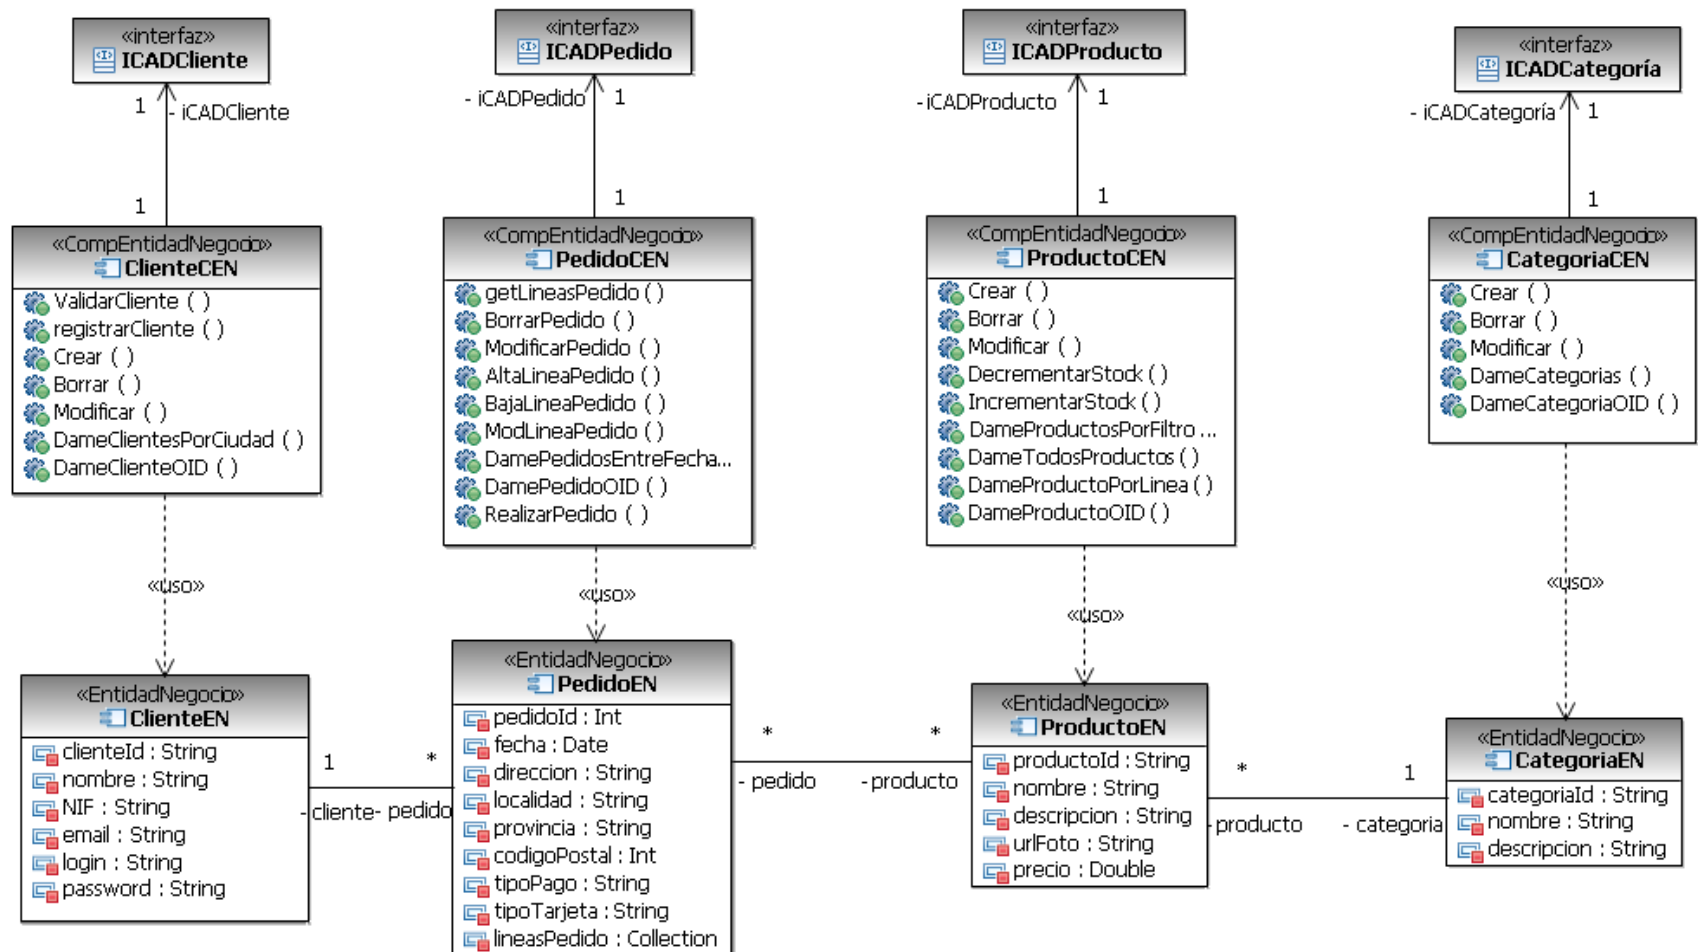 «interfaz»
ICADCliente
1
- iCADCliente
1
«CompEntidadNegocio»
ClienteCEN
ValidarCliente ( )
registrarCliente ( )
Crear ( )
Borrar ( )
Modificar ( )
DameClientesPorCiudad ( )
DameClienteOID ( )
«uso»
«EntidadNegocio»
ClienteEN
clienteId : String
nombre : String
NIF : String
email : String
login : String
password : String
1
*
- cliente
- pedido
«interfaz»
ICADPedido
- iCADPedido
1
1
«CompEntidadNegocio»
PedidoCEN
getLineasPedido ( )
BorrarPedido ( )
ModificarPedido ( )
AltaLineaPedido ( )
BajaLineaPedido ( )
ModLineaPedido ( )
DamePedidosEntreFecha...
DamePedidoOID ( )
RealizarPedido ( )
«uso»
«EntidadNegocio»
PedidoEN
pedidoId : Int
fecha : Date
direccion : String
localidad : String
provincia : String
codigoPostal : Int
tipoPago : String
tipoTarjeta : String
lineasPedido : Collection
*
*
- pedido
- producto
«interfaz»
ICADProducto
- iCADProducto
1
1
«CompEntidadNegocio»
ProductoCEN
Crear ( )
Borrar ( )
Modificar ( )
DecrementarStock ( )
IncrementarStock ( )
DameProductosPorFiltro ...
DameTodosProductos ( )
DameProductoPorLinea ( )
DameProductoOID ( )
«uso»
«EntidadNegocio»
ProductoEN
productoId : String
nombre : String
descripcion : String
urlFoto : String
precio : Double
*
1
- producto
- categoria
«interfaz»
ICADCategoría
- iCADCategoría
1
1
«CompEntidadNegocio»
CategoriaCEN
Crear ( )
Borrar ( )
Modificar ( )
DameCategorias ( )
DameCategoriaOID ( )
«uso»
«EntidadNegocio»
CategoriaEN
categoriaId : String
nombre : String
descripcion : String